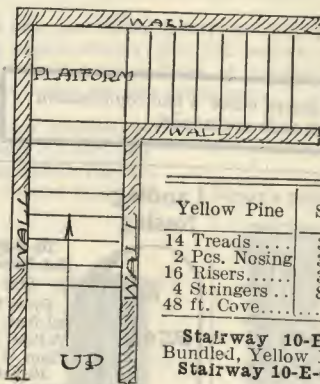 WALL
PLATFORM
WALL
WALL
WALL
UP
Yellow Pine
14 Treads....
2 Pcs. Nosing
16 Risers.....
4 Stringers..
48 ft. Cove....
Stairway 10-E
Bundled, Yellow
Stairway 10-E-